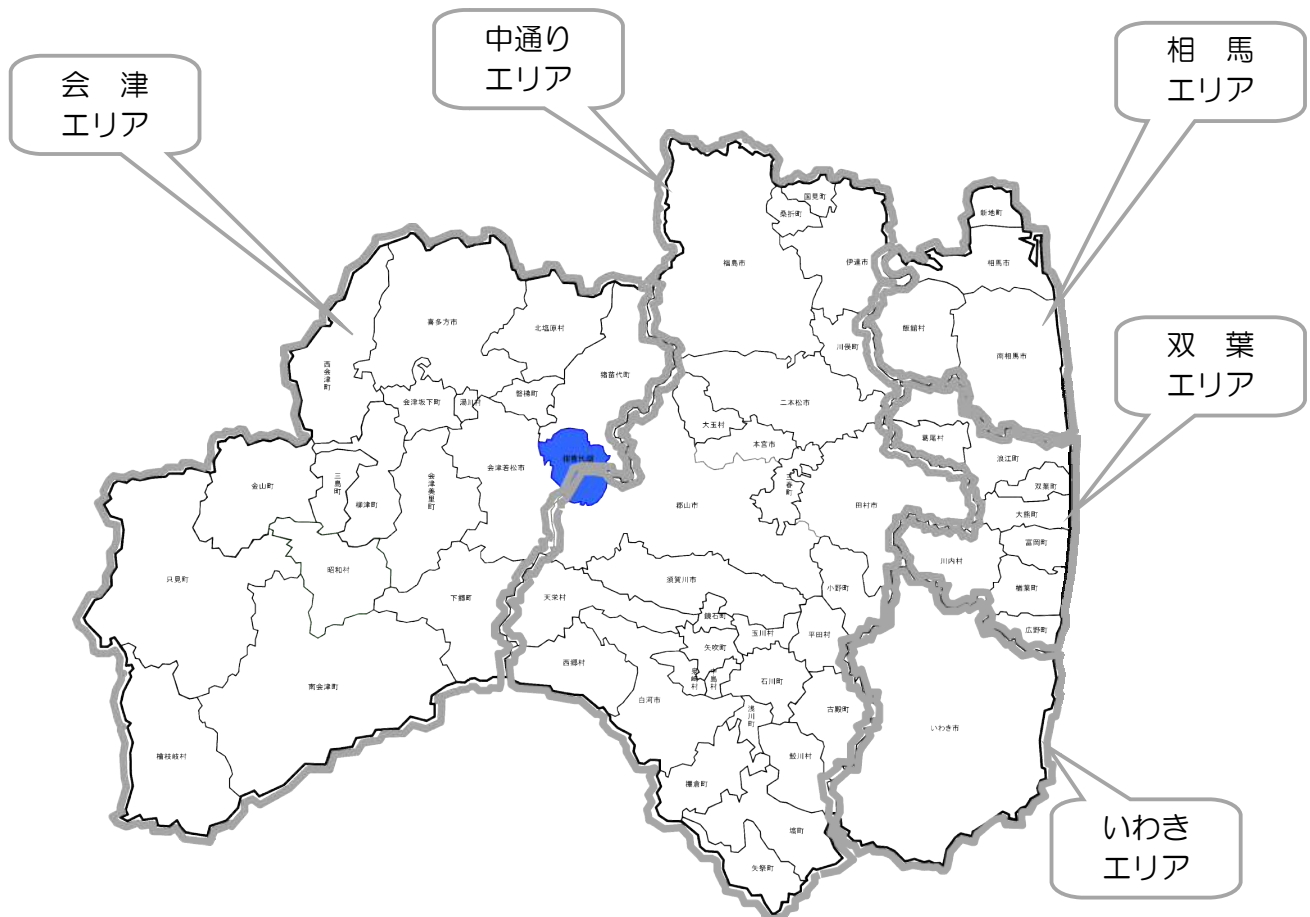 中通り
エリア
相　馬
エリア
会　津
エリア
国見町
桑折町
新地町
福島市
伊達市
相馬市
喜多方市
北塩原村
飯舘村
川俣町
南相馬市
双　葉
エリア
西会津町
猪苗代町
磐梯町
会津坂下町
湯川村
二本松市
大玉村
本宮市
葛尾村
浪江町
会津若松市
三島町
柳津町
会津美里町
金山町
三春町
双葉町
郡山市
田村市
大熊町
富岡町
川内村
昭和村
只見町
須賀川市
小野町
楢葉町
天栄村
下郷町
鏡石町
玉川村
平田村
広野町
矢吹町
西郷村
泉崎村
中島村
石川町
南会津町
白河市
浅川町
古殿町
いわき市
檜枝岐村
鮫川村
棚倉町
塙町
矢祭町
いわき
エリア